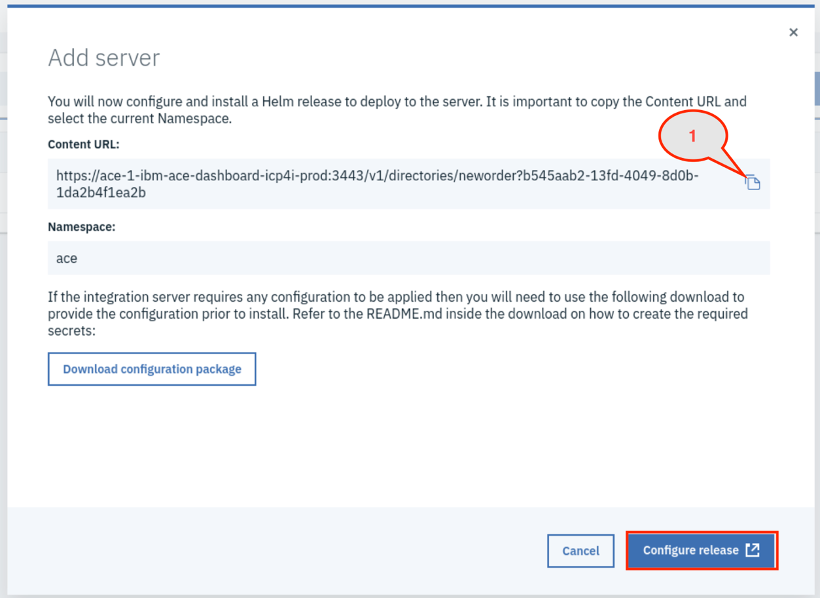 Add server
You will now configure and install a Helm release to deploy to the server. It is important to copy the Content URL and
select the current Namespace.
Content URL:
1
https://ace-1-ibm-ace-dashboard-icp4i-prod:3443/v1/directories/neworder?b545aab2-13fd-4049-8d0b-
1da2b4f1ea2b
Namespace:
ace
If the integration server requires any configuration to be applied then you will need to use the following download to
provide the configuration prior to install. Refer to the README.md inside the download on how to create the required
secrets:
Download configuration package
Cancel
Configure release